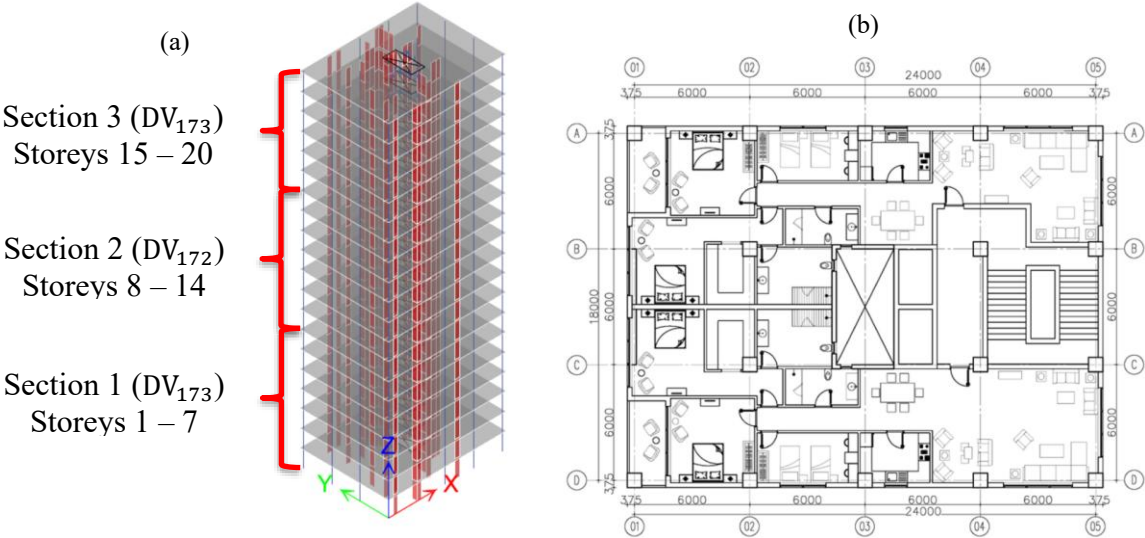 (a)
Section 3 (DV₁₇₃)
Storeys 15 – 20
Section 2 (DV₁₇₂)
Storeys 8 – 14
Section 1 (DV₁₇₃)
Storeys 1 – 7
Z
Y
X
(b)
01 02 03 04 05
24000
375 6000 6000 6000 6000 375
A 375 A
6000 6000
B B
18000 6000 6000
C C
6000 6000
D 375 D
375 6000 6000 6000 6000 375
24000
01 02 03 04 05